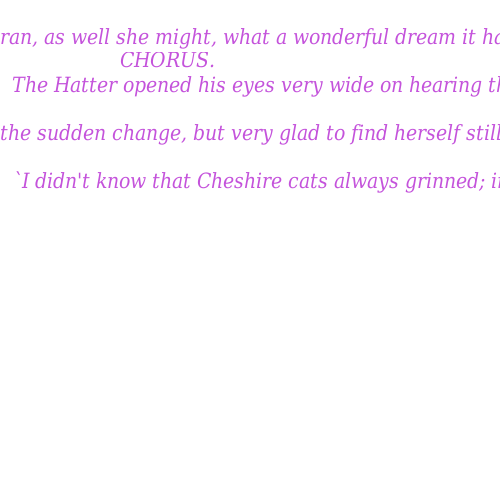 ran, as well she might, what a wonderful dream it ha
CHORUS.
The Hatter opened his eyes very wide on hearing th
the sudden change, but very glad to find herself still
`I didn't know that Cheshire cats always grinned; i